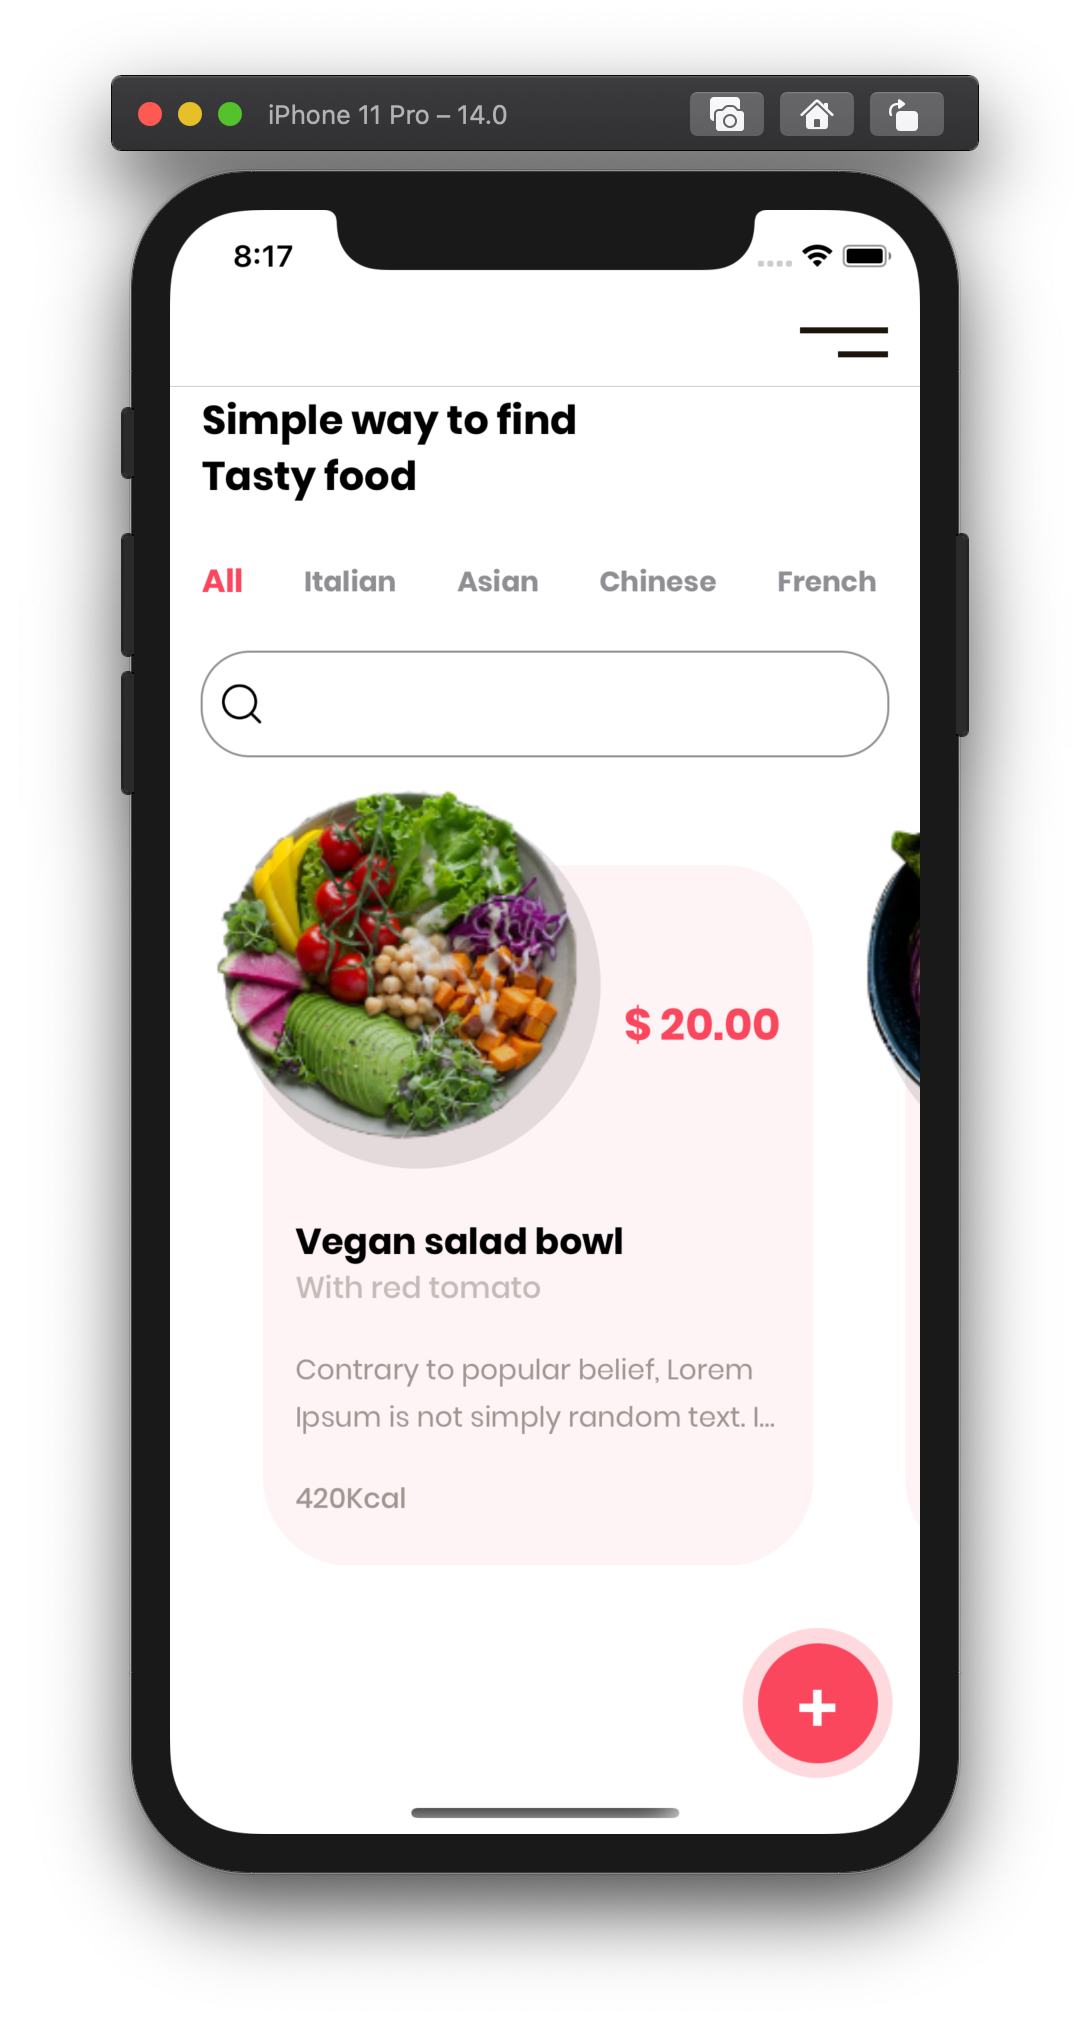 iPhone 11 Pro – 14.0
8:17
Simple way to find
Tasty food
All Italian Asian Chinese French
$ 20.00
Vegan salad bowl
With red tomato
Contrary to popular belief, Lorem
Ipsum is not simply random text. I...
420Kcal
+